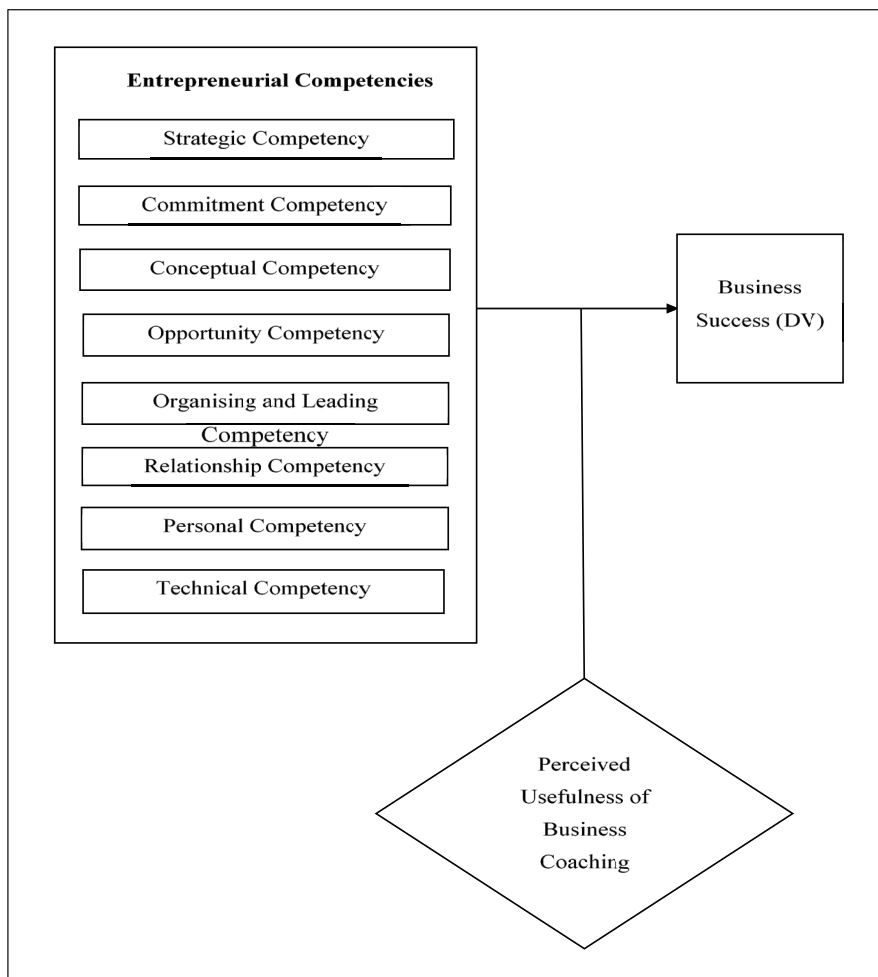 Entrepreneurial Competencies
Strategic Competency
Commitment Competency
Conceptual Competency
Opportunity Competency
Organising and Leading
Competency
Relationship Competency
Personal Competency
Technical Competency
Business
Success (DV)
Perceived
Usefulness of
Business
Coaching